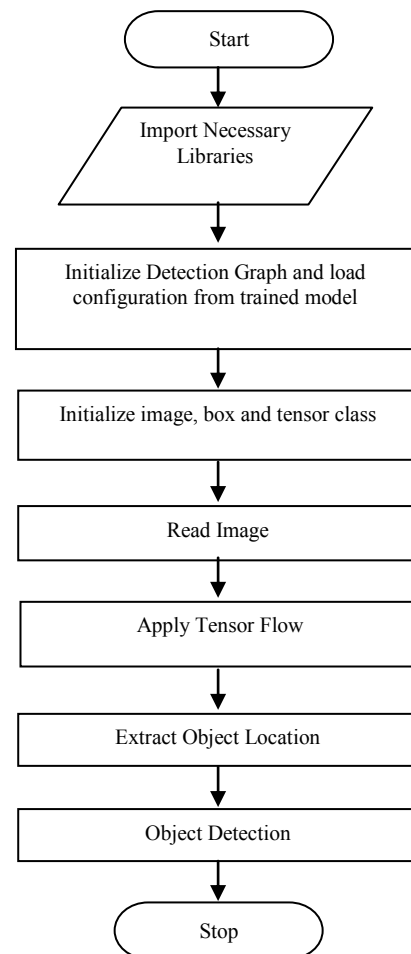 Start
Import Necessary
Libraries
Initialize Detection Graph and load
configuration from trained model
Initialize image, box and tensor class
Read Image
Apply Tensor Flow
Extract Object Location
Object Detection
Stop